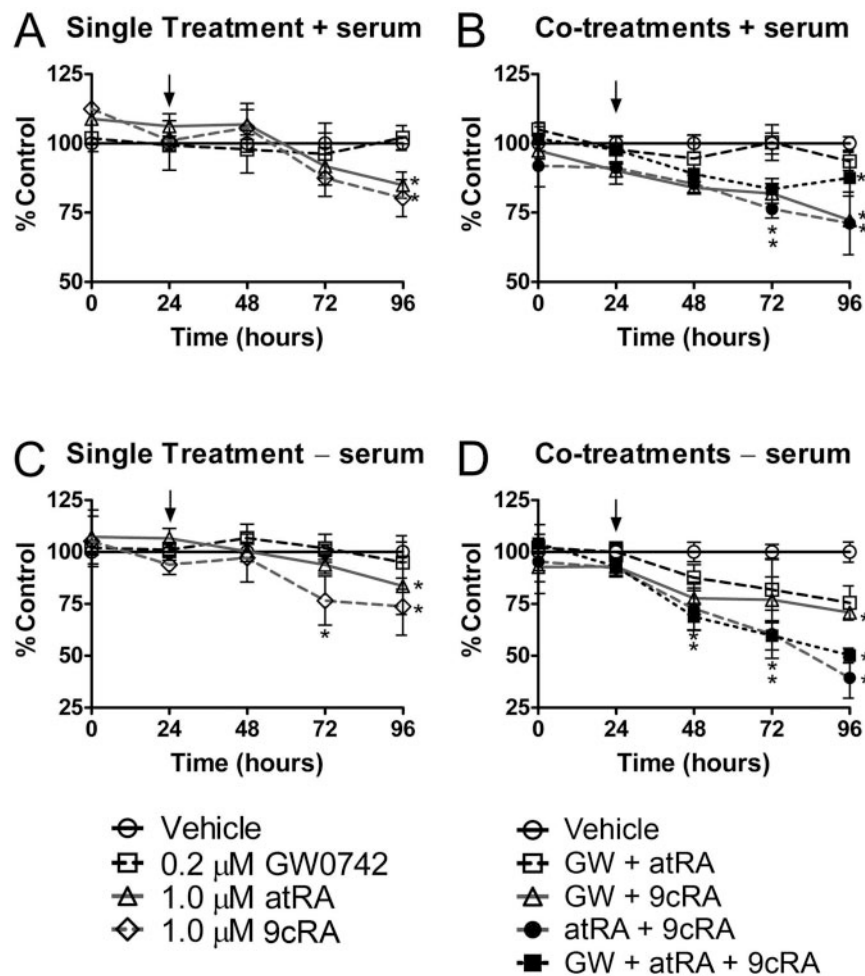 A Single Treatment + serum
B Co-treatments + serum
125
100
75
50
% Control
0 24 48 72 96
Time (hours)
* *
125
100
75
50
% Control
0 24 48 72 96
Time (hours)
* * * * *
C Single Treatment – serum
D Co-treatments – serum
125
100
75
50
25
% Control
0 24 48 72 96
Time (hours)
* * *
125
100
75
50
25
% Control
0 24 48 72 96
Time (hours)
* * * * * * *
Vehicle
0.2 μM GW0742
1.0 μM atRA
1.0 μM 9cRA
Vehicle
GW + atRA
GW + 9cRA
atRA + 9cRA
GW + atRA + 9cRA